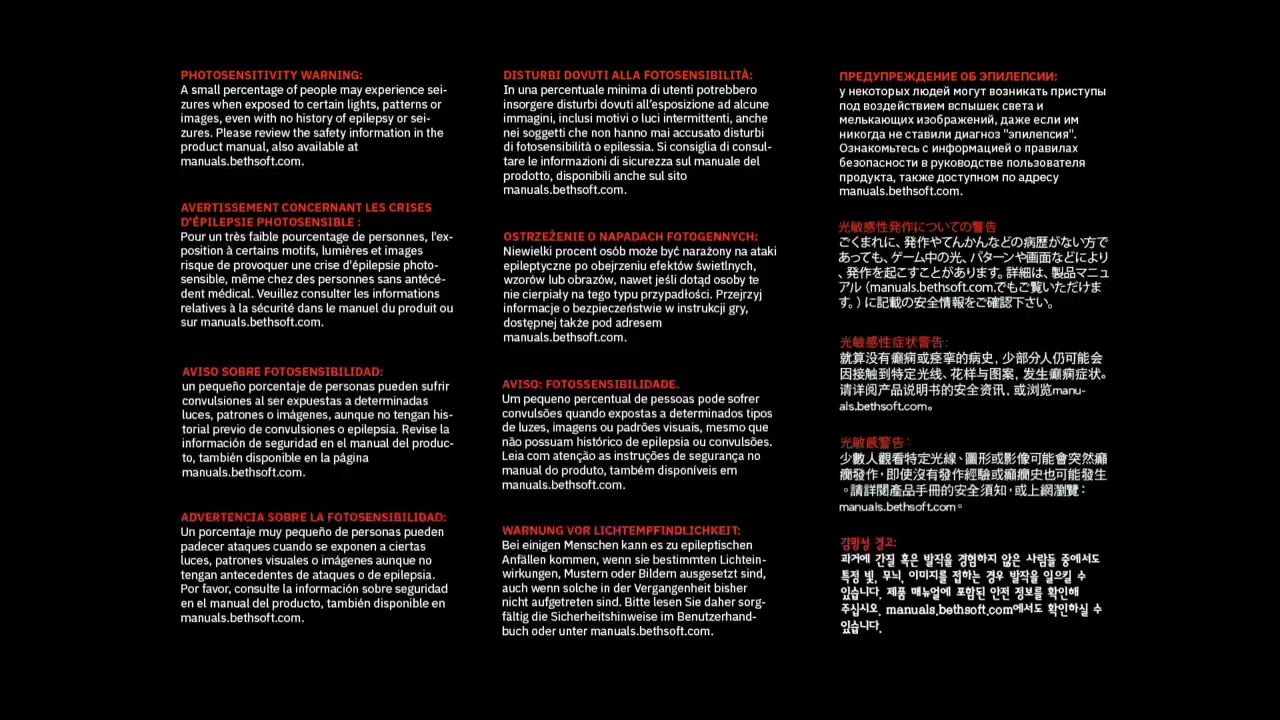 PHOTOSENSITIVITY WARNING:
A small percentage of people may experience sei-
zures when exposed to certain lights, patterns or
images, even with no history of epilepsy or sei-
zures. Please review the safety information in the
product manual, also available at
manuals.bethsoft.com.
AVERTISSEMENT CONCERNANT LES CRISES
D'ÉPILEPSIE PHOTOSENSIBLE :
Pour un très faible pourcentage de personnes, l'ex-
position à certains motifs, lumières et images
risque de provoquer une crise d'épilepsie photo-
sensible, même chez des personnes sans antécé-
dent médical. Veuillez consulter les informations
relatives à la sécurité dans le manuel du produit ou
sur manuals.bethsoft.com.
AVISO SOBRE FOTOSENSIBILIDAD:
un pequeño porcentaje de personas pueden sufrir
convulsiones al ser expuestas a determinadas
luces, patrones o imágenes, aunque no tengan his-
torial previo de convulsiones o epilepsia. Revise la
información de seguridad en el manual del produc-
to, también disponible en la página
manuals.bethsoft.com.
ADVERTENCIA SOBRE LA FOTOSENSIBILIDAD:
Un porcentaje muy pequeño de personas pueden
padecer ataques cuando se exponen a ciertas
luces, patrones visuales o imágenes aunque no
tengan antecedentes de ataques o de epilepsia.
Por favor, consulte la información sobre seguridad
en el manual del producto, también disponible en
manuals.bethsoft.com.
DISTURBI DOVUTI ALLA FOTOSENSIBILITÀ:
In una percentuale minima di utenti potrebbero
insorgere disturbi dovuti all'esposizione ad alcune
immagini, inclusi motivi o luci intermittenti, anche
nei soggetti che non hanno mai accusato disturbi
di fotosensibilità o epilessia. Si consiglia di consul-
tare le informazioni di sicurezza sul manuale del
prodotto, disponibili anche sul sito
manuals.bethsoft.com.
OSTRZEŻENIE O NAPADACH FOTOGENNYCH:
Niewielki procent osób może być narażony na ataki
epileptyczne po obejrzeniu efektów świetlnych,
wzorów lub obrazów, nawet jeśli dotąd osoby te
nie cierpiały na tego typu przypadłości. Przejrzyj
informacje o bezpieczeństwie w instrukcji gry,
dostępnej także pod adresem
manuals.bethsoft.com.
AVISO: FOTOSSENSIBILIDADE.
Um pequeno percentual de pessoas pode sofrer
convulsões quando expostas a determinados tipos
de luzes, imagens ou padrões visuais, mesmo que
não possuam histórico de epilepsia ou convulsões.
Leia com atenção as instruções de segurança no
manual do produto, também disponíveis em
manuals.bethsoft.com.
WARNUNG VOR LICHTEMPFINDLICHKEIT:
Bei einigen Menschen kann es zu epileptischen
Anfällen kommen, wenn sie bestimmten Lichtein-
wirkungen, Mustern oder Bildern ausgesetzt sind,
auch wenn solche in der Vergangenheit bisher
nicht aufgetreten sind. Bitte lesen Sie daher sorg-
fältig die Sicherheitshinweise im Benutzerhand-
buch oder unter manuals.bethsoft.com.
ПРЕДУПРЕЖДЕНИЕ ОБ ЭПИЛЕПСИИ:
у некоторых людей могут возникать приступы
под воздействием вспышек света и
мелькающих изображений, даже если им
никогда не ставили диагноз "эпилепсия".
Ознакомьтесь с информацией о правилах
безопасности в руководстве пользователя
продукта, также доступном по адресу
manuals.bethsoft.com.
光敏感性発作についての警告
ごくまれに、発作やてんかんなどの病歴がない方で
あっても、ゲーム中の光、パターンや画面などにより
、発作を起こすことがあります。詳細は、製品マニュ
アル（manuals.bethsoft.comでもご覧いただけま
す。）に記載の安全情報をご確認下さい。
光敏感性症状警告：
就算没有癫痫或痉挛的病史，少部分人仍可能会
因接触到特定光线、花样与图案，发生癫痫症状。
请详阅产品说明书的安全资讯，或浏览manu-
als.bethsoft.com。
光敏感警告：
少數人觀看特定光線、圖形或影像可能會突然癲
癇發作，即使沒有發作經驗或癲癇史也可能發生
。請詳閱產品手冊的安全須知，或上網瀏覽：
manuals.bethsoft.com。
감광성 경고:
과거에 간질 혹은 발작을 경험하지 않은 사람들 중에서도
특정 빛, 무늬, 이미지를 접하는 경우 발작을 일으킬 수
있습니다. 제품 매뉴얼에 포함된 안전 정보를 확인해
주십시오. manuals.bethsoft.com에서도 확인하실 수
있습니다.